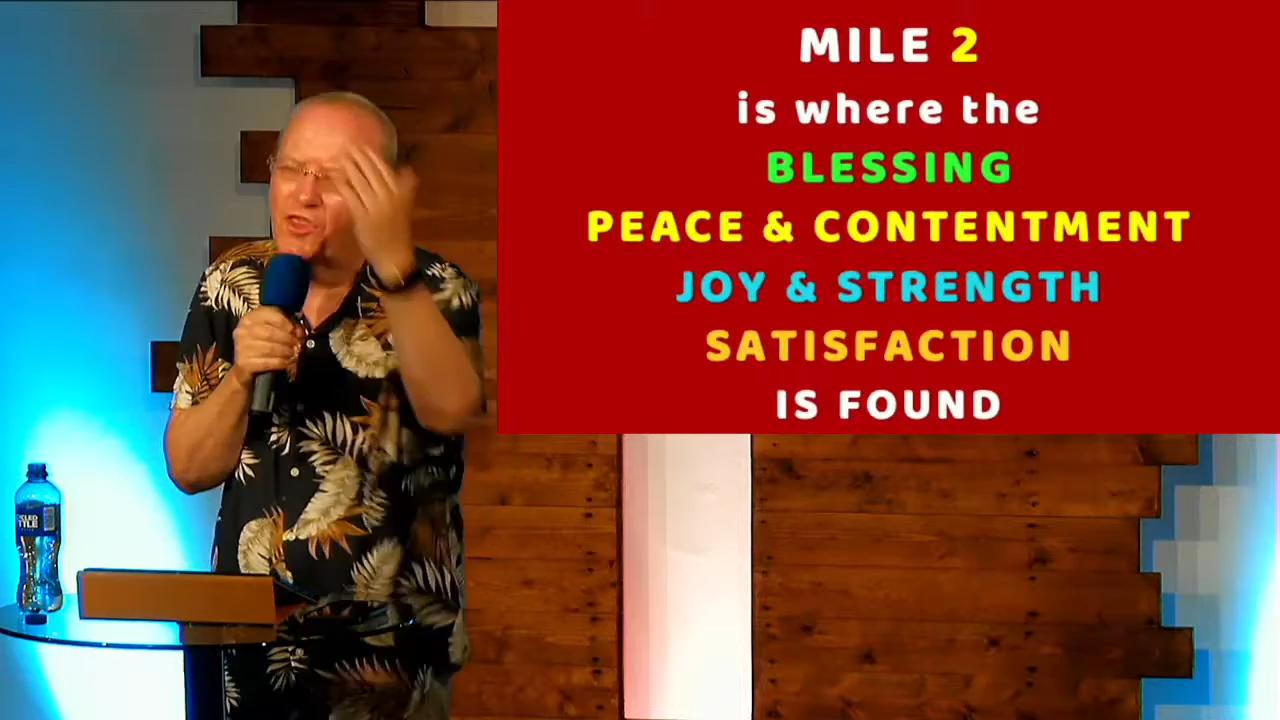 MILE 2
is where the
BLESSING
PEACE & CONTENTMENT
JOY & STRENGTH
SATISFACTION
IS FOUND